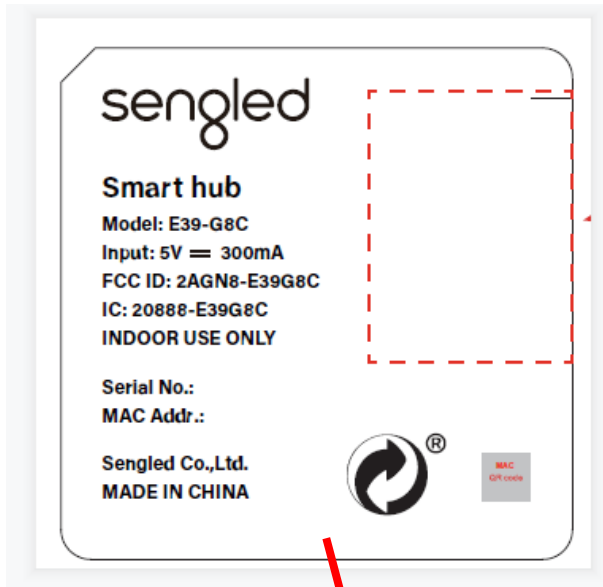 sengled
Smart hub
Model: E39-G8C
Input: 5V ⎓ 300mA
FCC ID: 2AGN8-E39G8C
IC: 20888-E39G8C
INDOOR USE ONLY
Serial No.:
MAC Addr.:
Sengled Co.,Ltd.
MADE IN CHINA
®
MAC
QR code